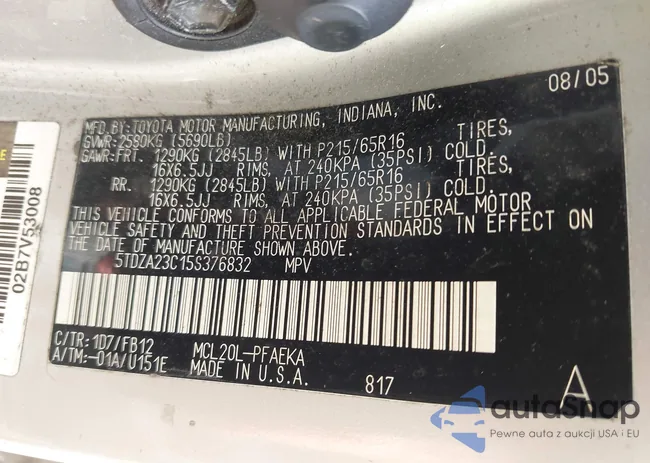 08/05
MFD.BY:TOYOTA MOTOR MANUFACTURING, INDIANA, INC.
GVWR:2580KG (5690LB)
GAWR:FRT. 1290KG (2845LB) WITH P215/65R16 TIRES,
16X6.5JJ RIMS, AT 240KPA (35PSI) COLD.
RR. 1290KG (2845LB) WITH P215/65R16 TIRES,
16X6.5JJ RIMS, AT 240KPA (35PSI) COLD.
THIS VEHICLE CONFORMS TO ALL APPLICABLE FEDERAL MOTOR
VEHICLE SAFETY AND THEFT PREVENTION STANDARDS IN EFFECT ON
THE DATE OF MANUFACTURE SHOWN ABOVE.
5TDZA23C15S376832 MPV
C/TR: 1D7/FB12 MCL20L-PFAEKA
A/TM:-01A/U151E MADE IN U.S.A. 817 A
02B7V53008
E
autoSnap
Pewne auta z aukcji USA i EU